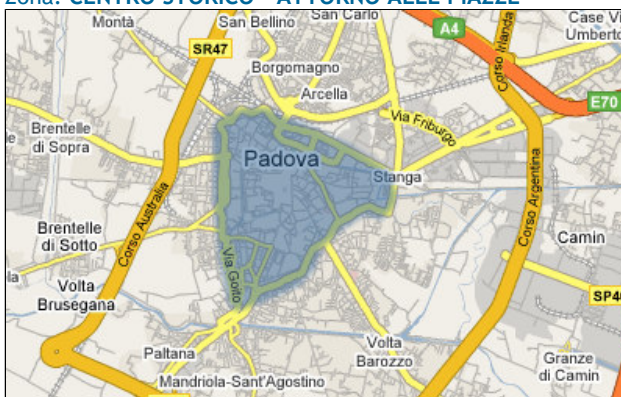 zona: CENTRO STORICO - ATTORNO ALLE PIAZZE
Montà
San Bellino
San Carlo
Case Vi
Umberto
SR47
A4
Corso Irlanda
Borgomagno
Arcella
E70
Via Friburgo
Brentelle
di Sopra
Padova
Stanga
Corso Australia
Corso Argentina
Brentelle
di Sotto
Camin
la
Via Goito
Volta
Brusegana
SP40
Paltana
Volta
Barozzo
Granze
di Camin
Mandriola-Sant'Agostino